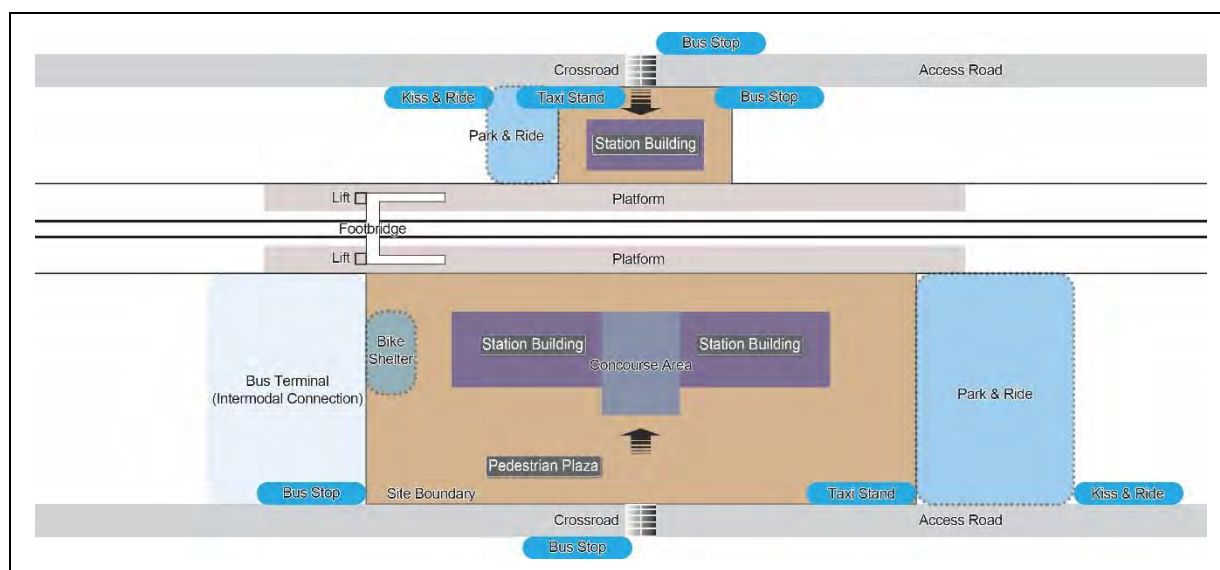 Bus Stop
Crossroad
Access Road
Kiss & Ride
Taxi Stand
Bus Stop
Park & Ride
Station Building
Lift
Platform
Footbridge
Lift
Platform
Bike
Shelter
Station Building
Station Building
Concourse Area
Bus Terminal
(Intermodal Connection)
Park & Ride
Pedestrian Plaza
Bus Stop
Site Boundary
Taxi Stand
Kiss & Ride
Crossroad
Access Road
Bus Stop